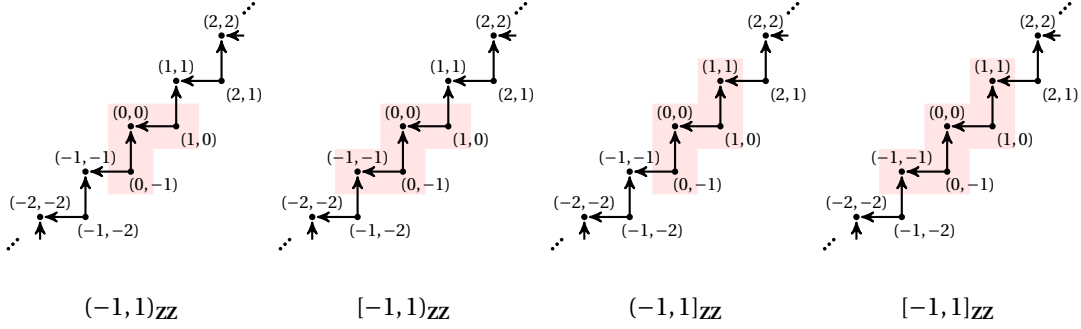 (2,2) (2,2) (2,2) (2,2)
(1,1) (1,1) (1,1) (1,1)
(2,1) (2,1) (2,1) (2,1)
(0,0) (0,0) (0,0) (0,0)
(1,0) (1,0) (1,0) (1,0)
(−1,−1) (−1,−1) (−1,−1) (−1,−1)
(0,−1) (0,−1) (0,−1) (0,−1)
(−2,−2) (−2,−2) (−2,−2) (−2,−2)
(−1,−2) (−1,−2) (−1,−2) (−1,−2)
(−1,1)ZZ [−1,1)ZZ (−1,1]ZZ [−1,1]ZZ